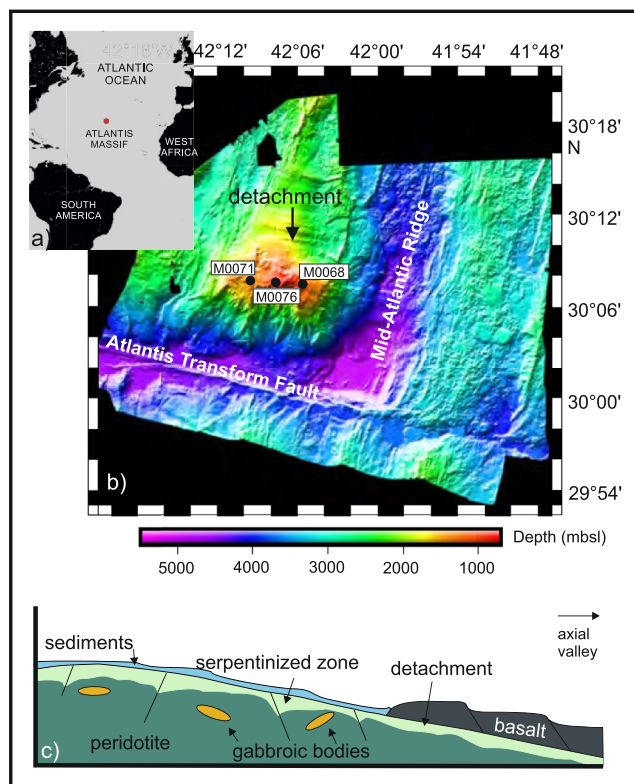 42°18'W 42°12' 42°06' 42°00' 41°54' 41°48'
ATLANTIC
OCEAN
ATLANTIS
MASSIF
WEST
AFRICA
SOUTH
AMERICA
a)
30°18'
N
30°12'
30°06'
30°00'
29°54'
detachment
M0071
M0068
M0076
Mid-Atlantic Ridge
Atlantis Transform Fault
b)
Depth (mbsl)
5000 4000 3000 2000 1000
axial
valley
sediments
serpentinized zone
detachment
basalt
peridotite
gabbroic bodies
c)